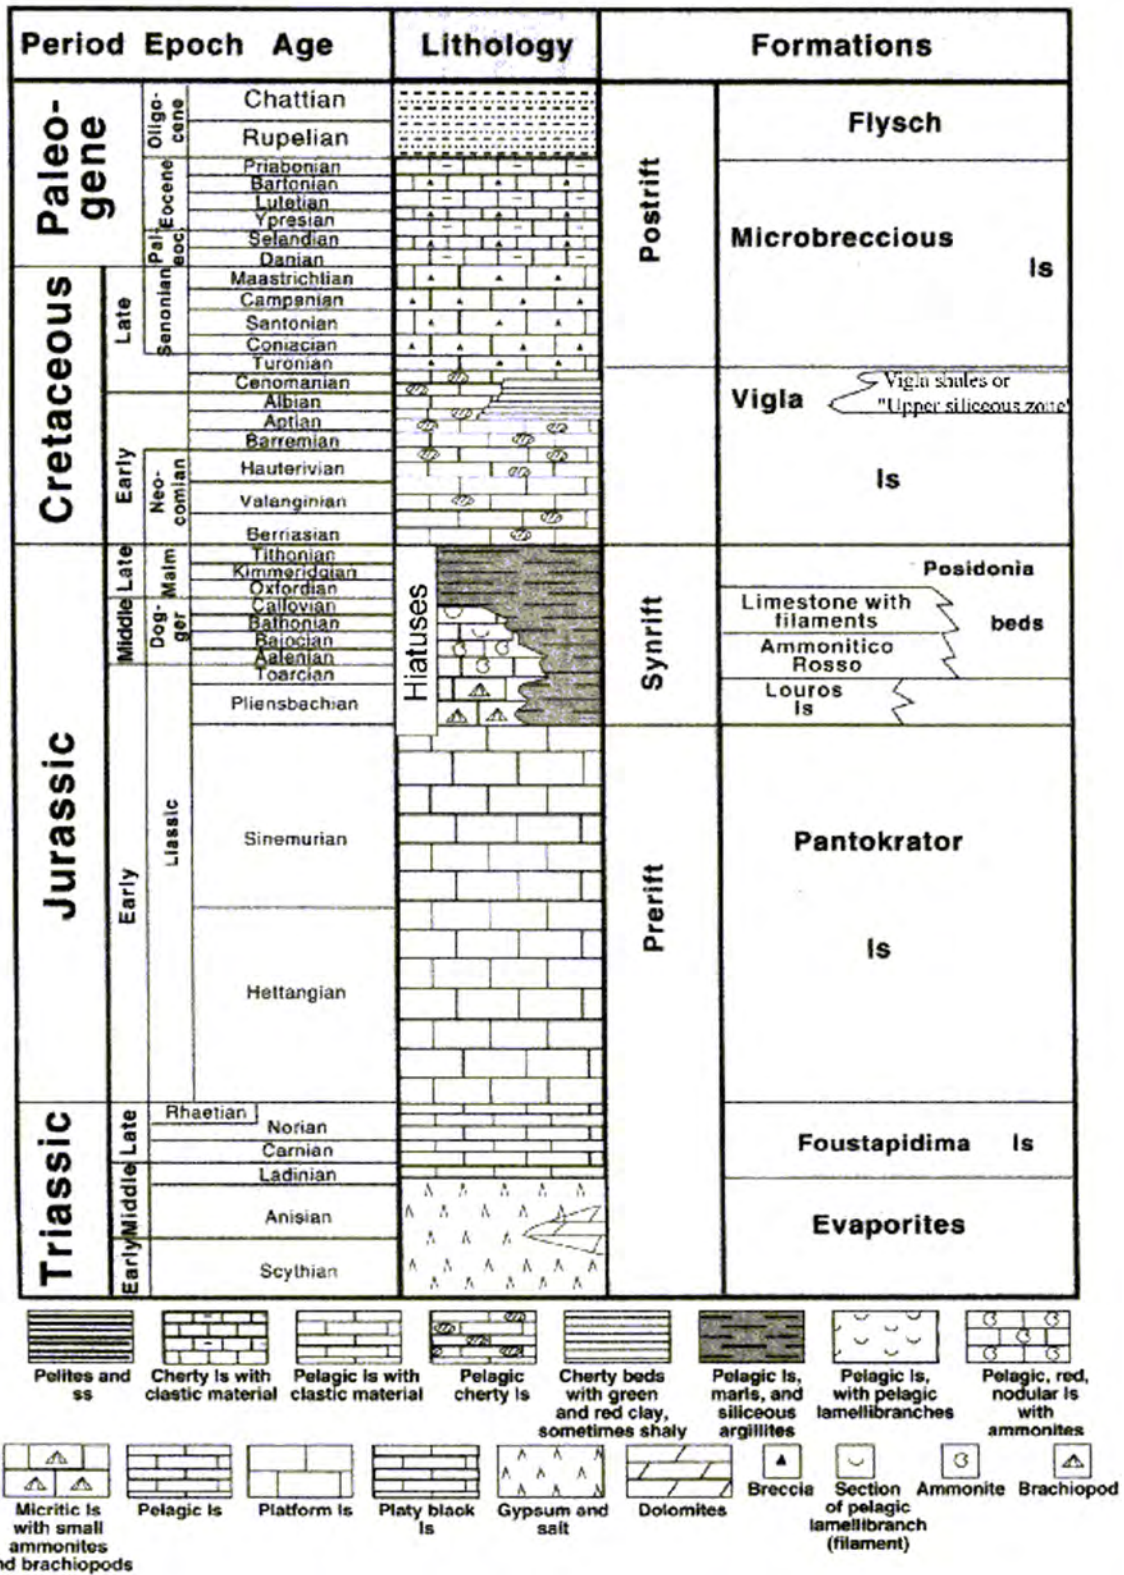 Period Epoch Age
Lithology
Formations
Paleo-
gene
Oligo-
cene
Chattian
Rupelian
Eocene
Priabonian
Bartonian
Lutetian
Ypresian
Pal-
eoc.
Selandian
Danian
Cretaceous
Late
Senonian
Maastrichtian
Campanian
Santonian
Coniacian
Turonian
Cenomanian
Early
Albian
Aptian
Barremian
Neo-
comian
Hauterivian
Valanginian
Berriasian
Jurassic
Late
Malm
Tithonian
Kimmeridgian
Oxfordian
Middle
Dog-
ger
Callovian
Bathonian
Bajocian
Aalenian
Early
Liassic
Toarcian
Pliensbachian
Sinemurian
Hettangian
Triassic
Late
Rhaetian
Norian
Carnian
Middle
Ladinian
Anisian
Early
Scythian
Hiatuses
Postrift
Flysch
Microbreccious
ls
Vigla
Vigla shales or
"Upper siliceous zone"
ls
Synrift
Posidonia
beds
Limestone with
filaments
Ammonitico
Rosso
Louros
ls
Prerift
Pantokrator
ls
Foustapidima ls
Evaporites
Pelites and
ss
Cherty ls with
clastic material
Pelagic ls with
clastic material
Pelagic
cherty ls
Cherty beds
with green
and red clay,
sometimes shaly
Pelagic ls,
marls, and
siliceous
argillites
Pelagic ls,
with pelagic
lamellibranches
Pelagic, red,
nodular ls
with
ammonites
Micritic ls
with small
ammonites
nd brachiopods
Pelagic ls
Platform ls
Platy black
ls
Gypsum and
salt
Dolomites
Breccia
Section
of pelagic
lamellibranch
(filament)
Ammonite
Brachiopod